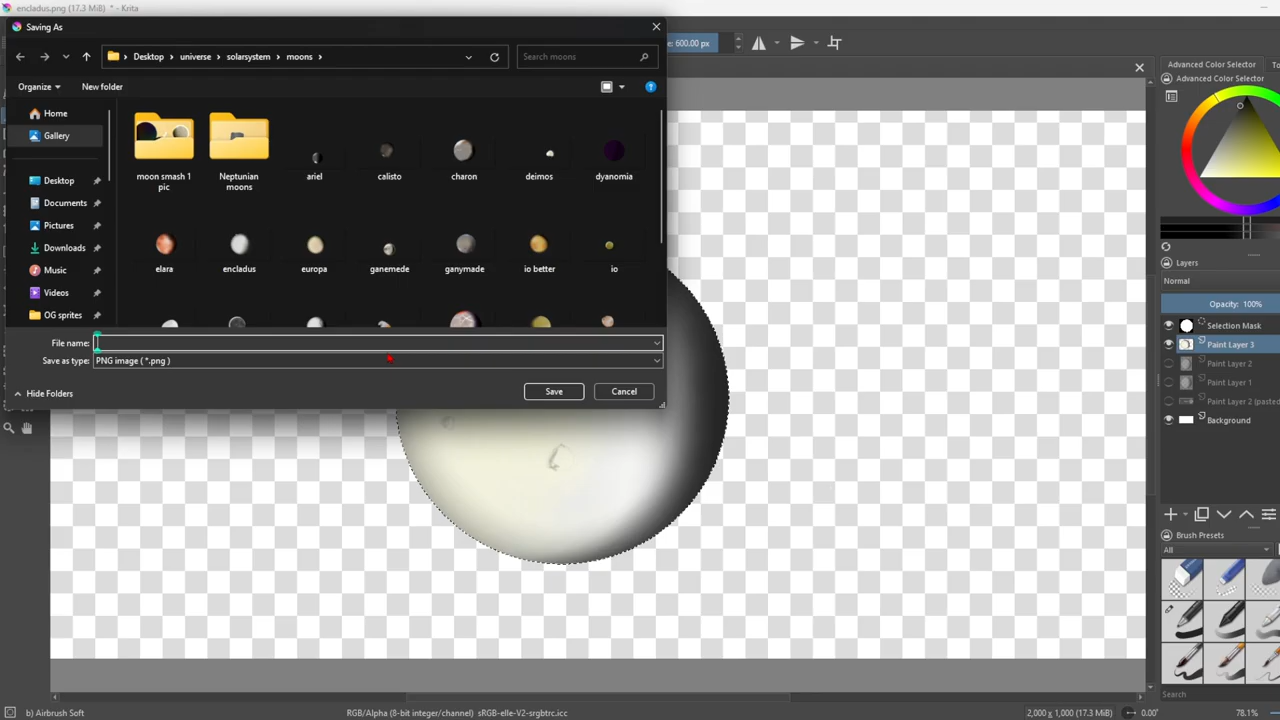 encladus.png (17.3 MiB) * - Krita
Saving As
Desktop > universe > solarsystem > moons >
Search moons
: 600.00 px
Organize
New folder
Home
Gallery
Desktop
Documents
Pictures
Downloads
Music
Videos
OG sprites
moon smash 1 pic
Neptunian moons
ariel
calisto
charon
deimos
dyanomia
elara
encladus
europa
ganemede
ganymade
io better
io
File name:
Save as type:
PNG image ( *.png )
Hide Folders
Save
Cancel
Advanced Color Selector
To
Advanced Color Selector
Layers
Normal
Opacity: 100%
Selection Mask
Paint Layer 3
Paint Layer 2
Paint Layer 1
Paint Layer 2 (pasted
Background
Brush Presets
All
Search
b) Airbrush Soft
RGB/Alpha (8-bit integer/channel) sRGB-elle-V2-srgbtrc.icc
2,000 x 1,000 (17.3 MiB)
0.00°
78.1%